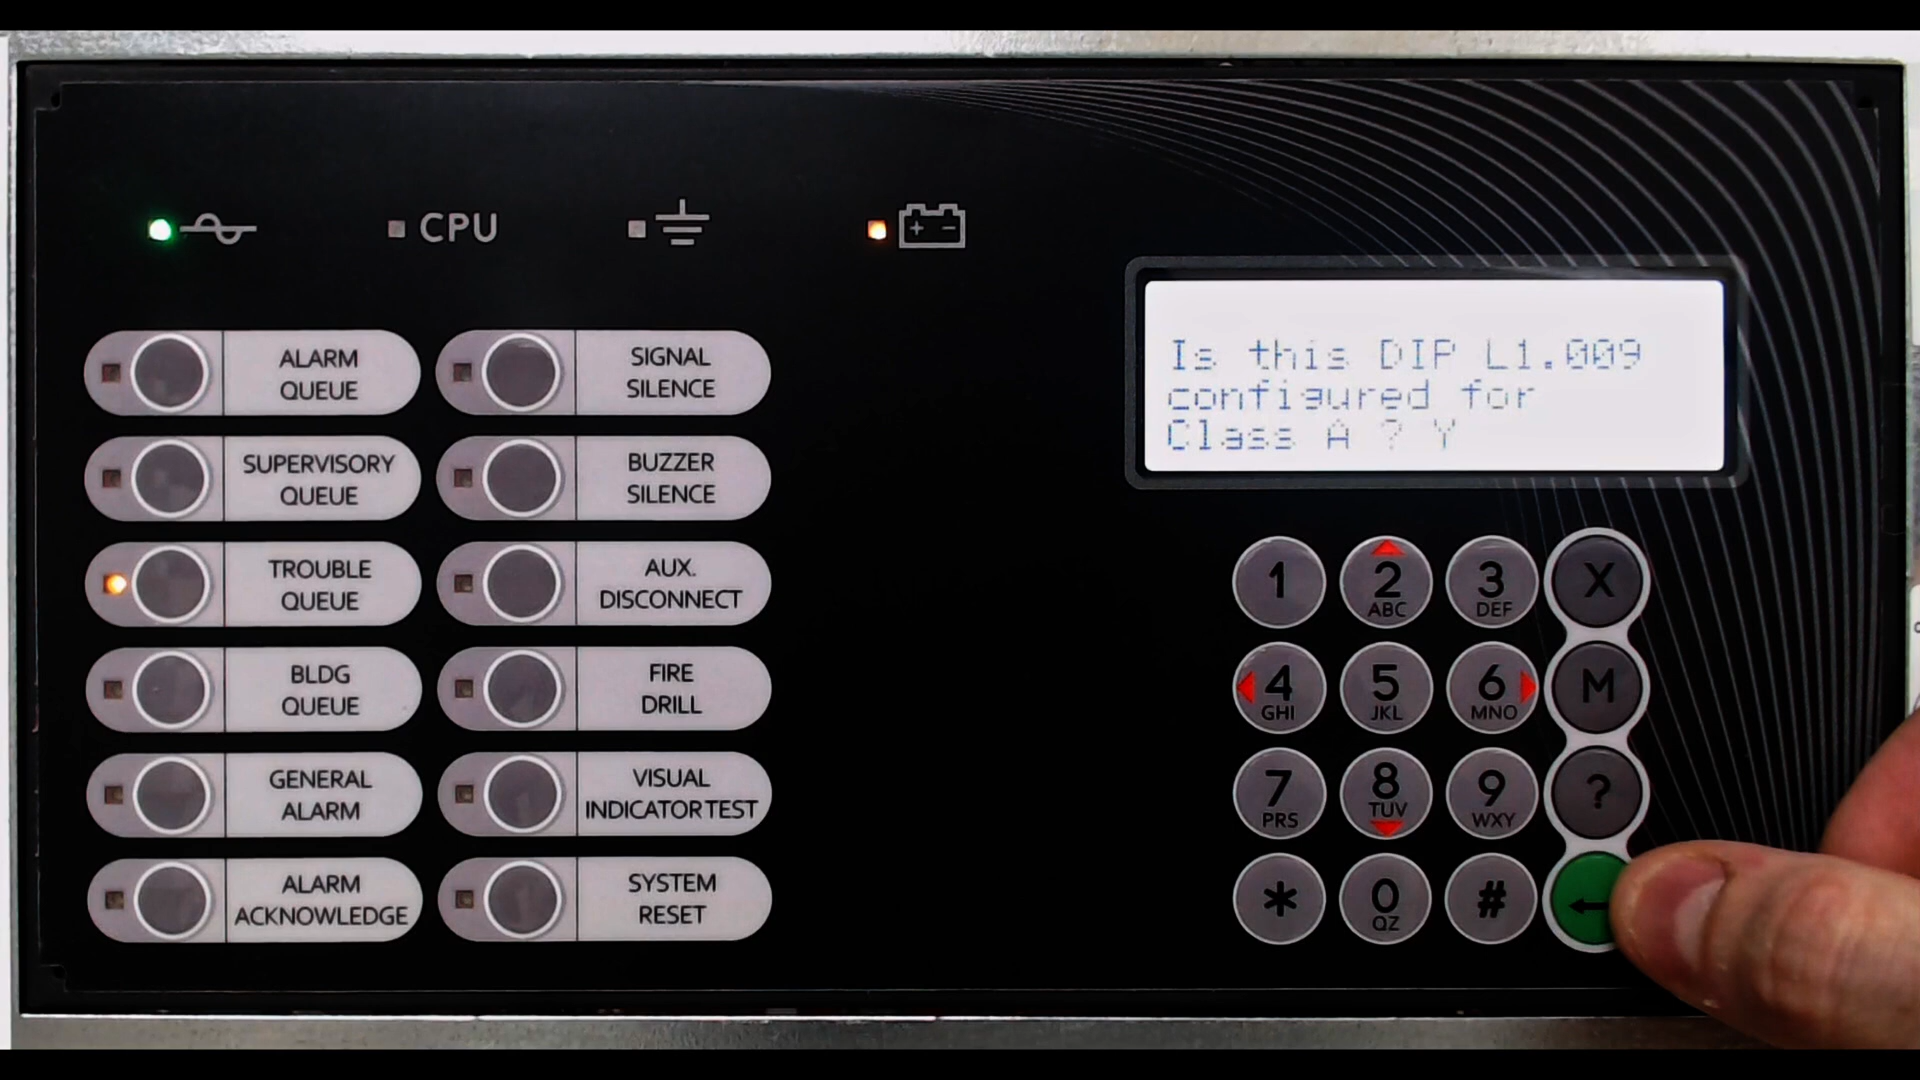 CPU
+ -
ALARM
QUEUE
SIGNAL
SILENCE
SUPERVISORY
QUEUE
BUZZER
SILENCE
TROUBLE
QUEUE
AUX.
DISCONNECT
BLDG
QUEUE
FIRE
DRILL
GENERAL
ALARM
VISUAL
INDICATOR TEST
ALARM
ACKNOWLEDGE
SYSTEM
RESET
Is this DIP L1.009
configured for
Class A ? Y
1
2
ABC
3
DEF
X
4
GHI
5
JKL
6
MNO
M
7
PRS
8
TUV
9
WXY
?
*
0
QZ
#